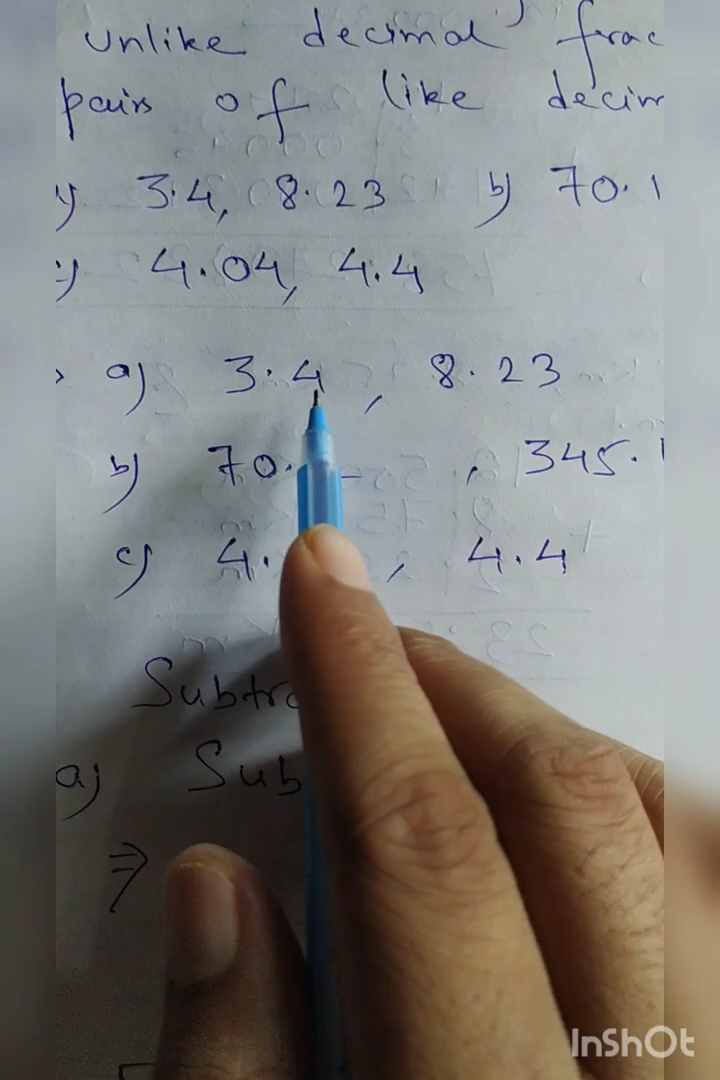 unlike decimal frac
pairs of like decim
3.4, 8.23 b) 70.1
4.04, 4.4
a) 3.4, 8.23
b) 70. , 345.
c) 4. , 4.4
Subtra
a) Sub
⇒
InShOt